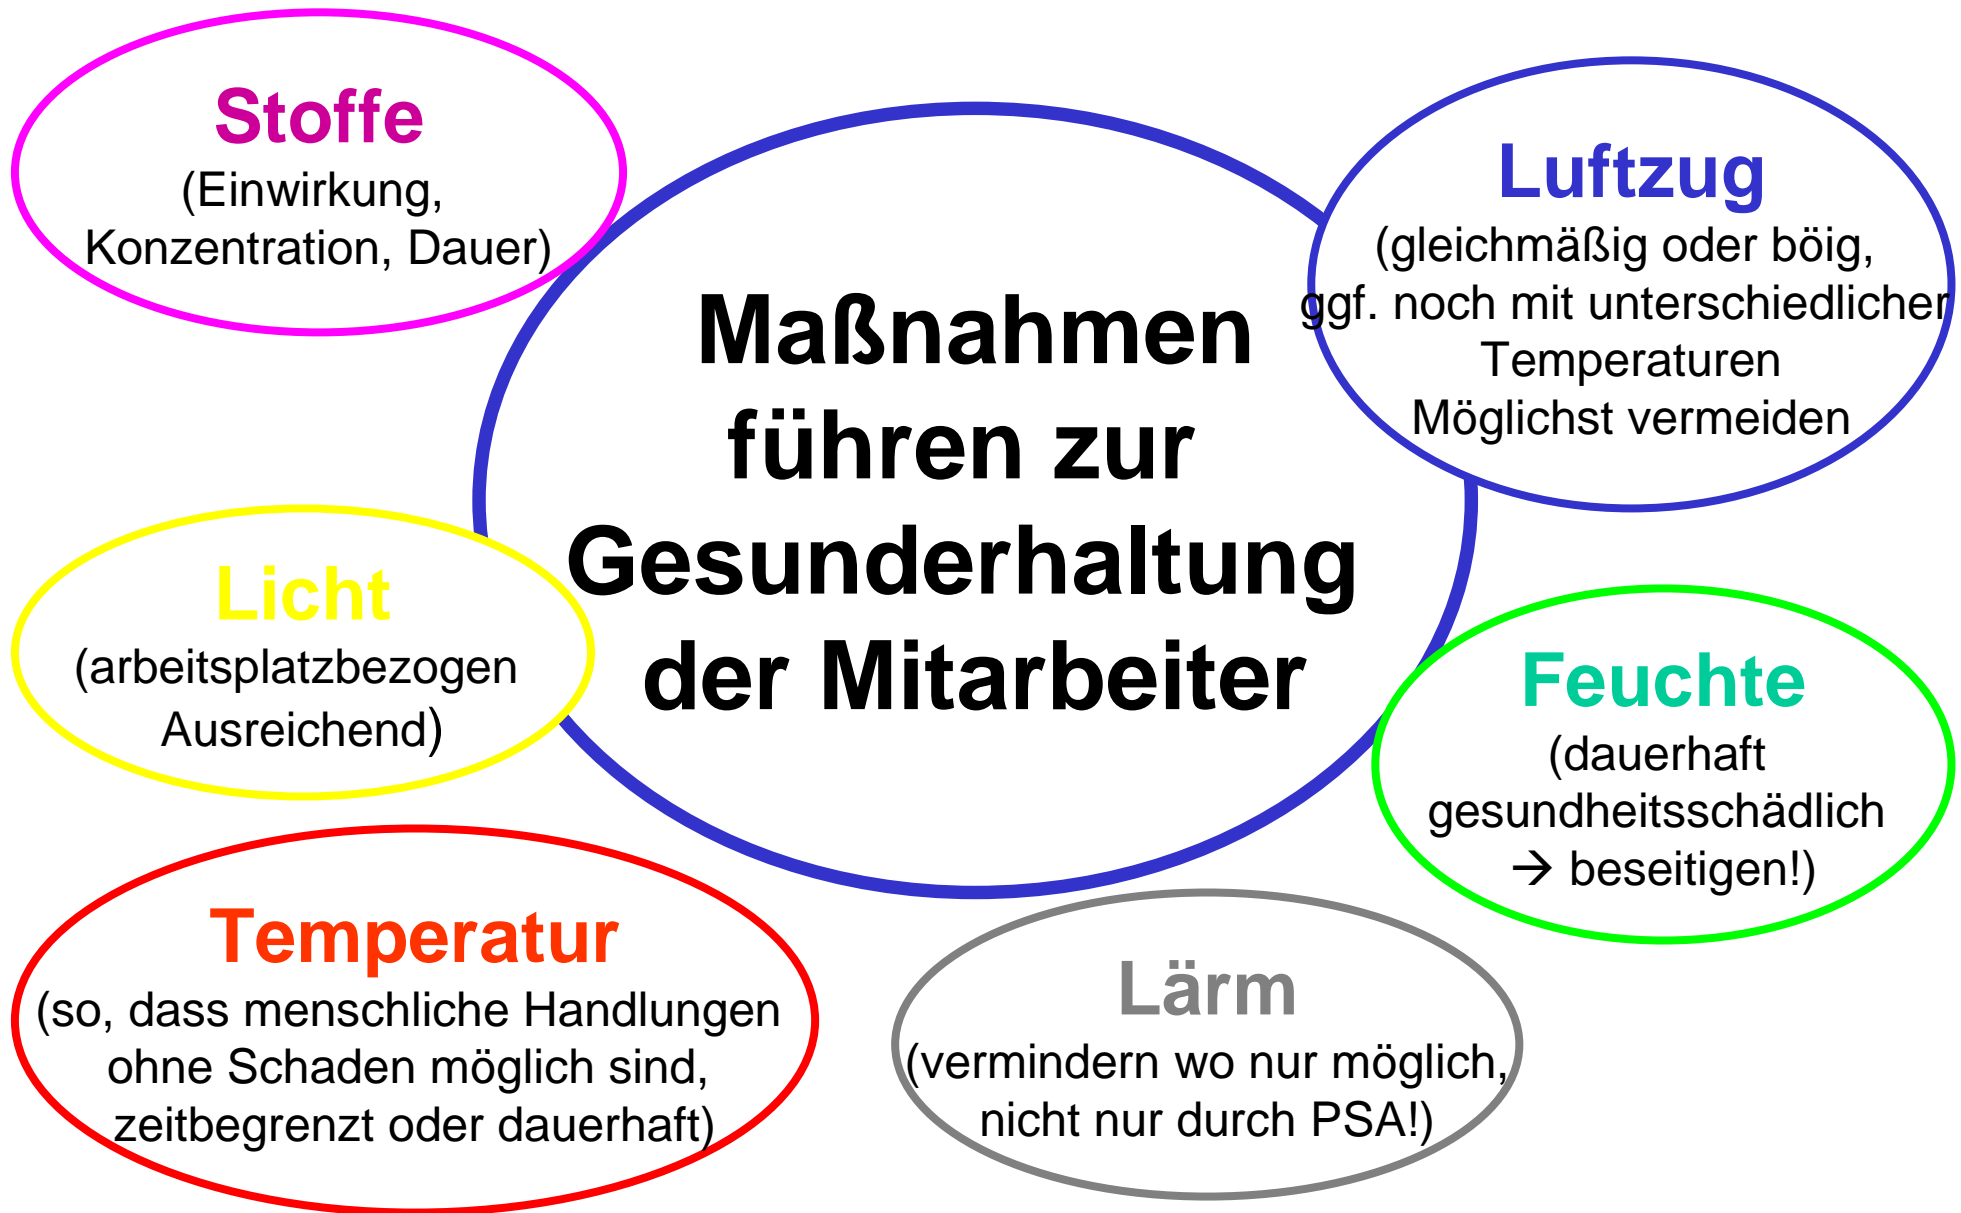 Stoffe
(Einwirkung,
Konzentration, Dauer)
Luftzug
(gleichmäßig oder böig,
ggf. noch mit unterschiedlicher
Temperaturen
Möglichst vermeiden
Maßnahmen
führen zur
Gesunderhaltung
der Mitarbeiter
Licht
(arbeitsplatzbezogen
Ausreichend)
Feuchte
(dauerhaft
gesundheitsschädlich
→ beseitigen!)
Temperatur
(so, dass menschliche Handlungen
ohne Schaden möglich sind,
zeitbegrenzt oder dauerhaft)
Lärm
(vermindern wo nur möglich,
nicht nur durch PSA!)